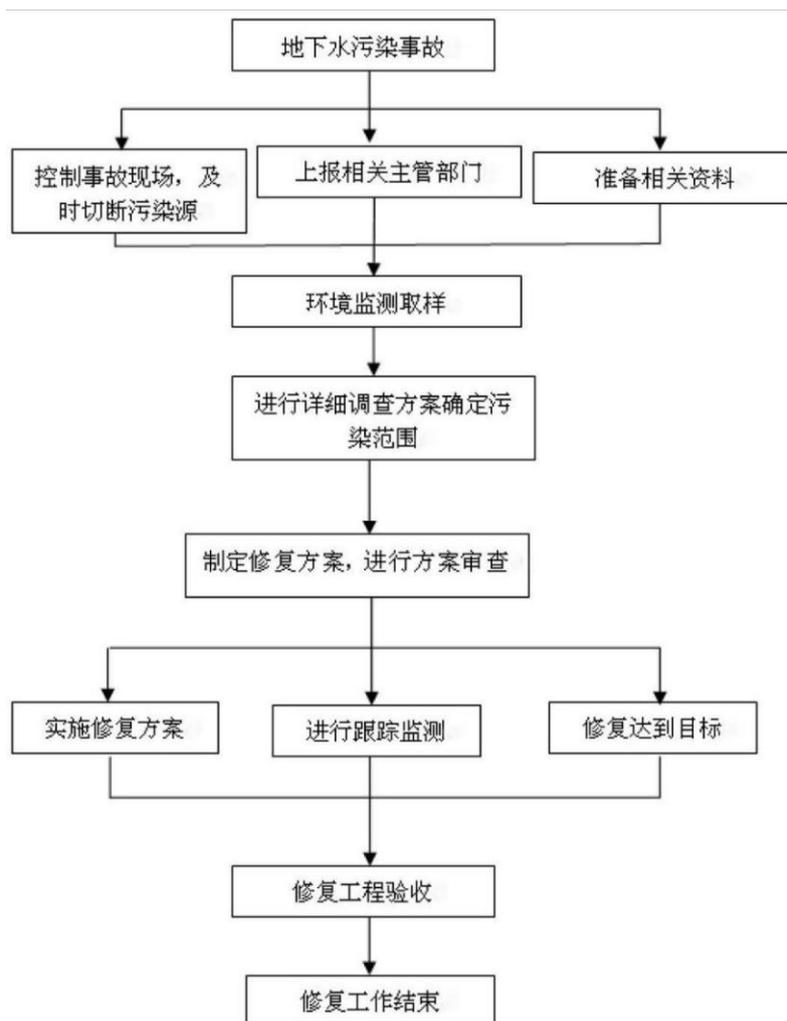 地下水污染事故
控制事故现场，及
时切断污染源
上报相关主管部门
准备相关资料
环境监测取样
进行详细调查方案确定污
染范围
制定修复方案，进行方案审查
实施修复方案
进行跟踪监测
修复达到目标
修复工程验收
修复工作结束